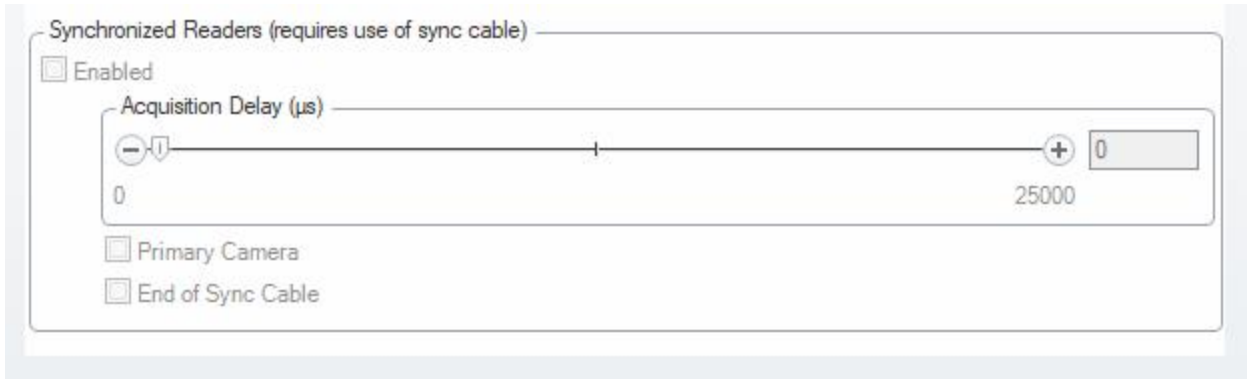 Synchronized Readers (requires use of sync cable)
Enabled
Acquisition Delay (µs)
0
0 25000
Primary Camera
End of Sync Cable